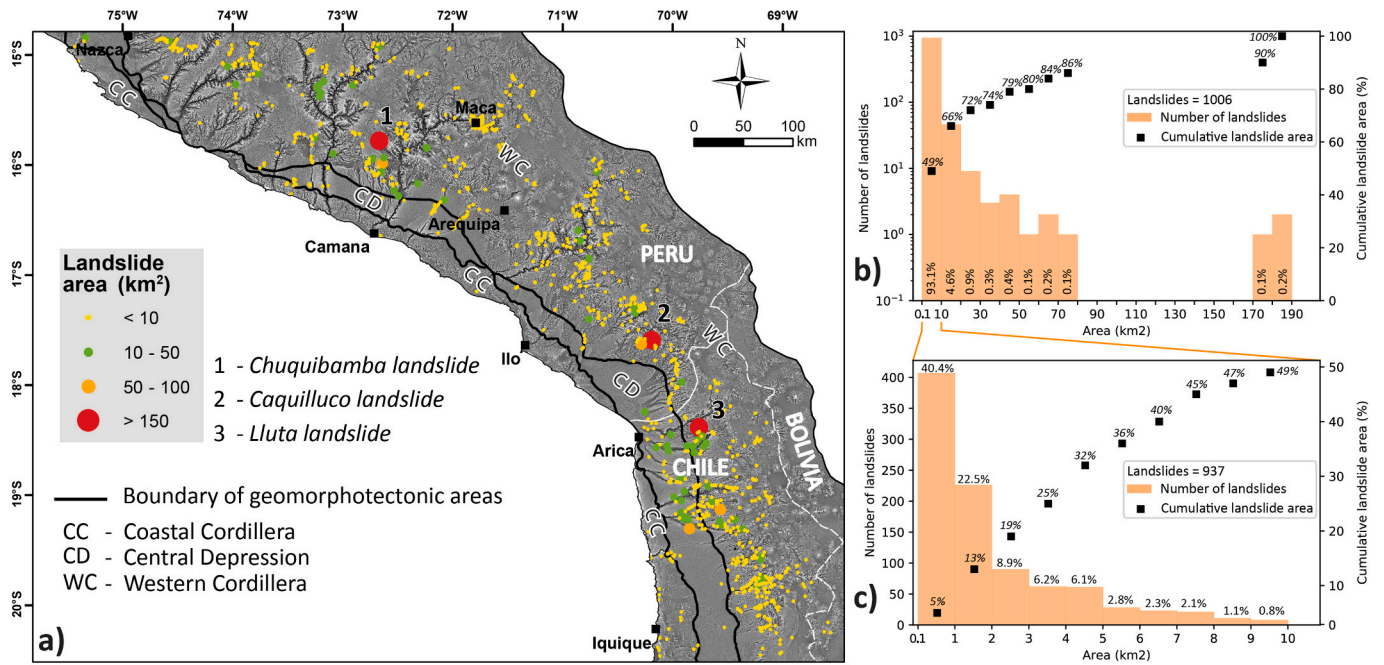 75°W 74°W 73°W 72°W 71°W 70°W 69°W
15°S
16°S
17°S
18°S
19°S
20°S
Nazca
CC
1
Maca
N
0 50 100
km
WC
CD
Arequipa
Camana
PERU
CC
2
WC
Ilo
CD
3
Arica
CHILE
BOLIVIA
CC
Iquique
Landslide
area (km²)
< 10
10 - 50
50 - 100
> 150
1 - Chuquibamba landslide
2 - Caquilluco landslide
3 - Lluta landslide
Boundary of geomorphotectonic areas
CC - Coastal Cordillera
CD - Central Depression
WC - Western Cordillera
a)
Number of landslides
10³
10²
10¹
10⁰
10⁻¹
49% 66% 72% 74% 79% 80% 84% 86% 90% 100%
Landslides = 1006
Number of landslides
Cumulative landslide area
93.1% 4.6% 0.9% 0.3% 0.4% 0.1% 0.2% 0.1% 0.1% 0.2%
0.1 10 30 50 70 90 110 130 150 170 190
Area (km2)
100
80
60
40
20
0
Cumulative landslide area (%)
b)
Number of landslides
400
350
300
250
200
150
100
50
0
40.4% 22.5% 8.9% 6.2% 6.1% 2.8% 2.3% 2.1% 1.1% 0.8%
5% 13% 19% 25% 32% 36% 40% 45% 47% 49%
Landslides = 937
Number of landslides
Cumulative landslide area
0.1 1 2 3 4 5 6 7 8 9 10
Area (km2)
50
40
30
20
10
0
Cumulative landslide area (%)
c)